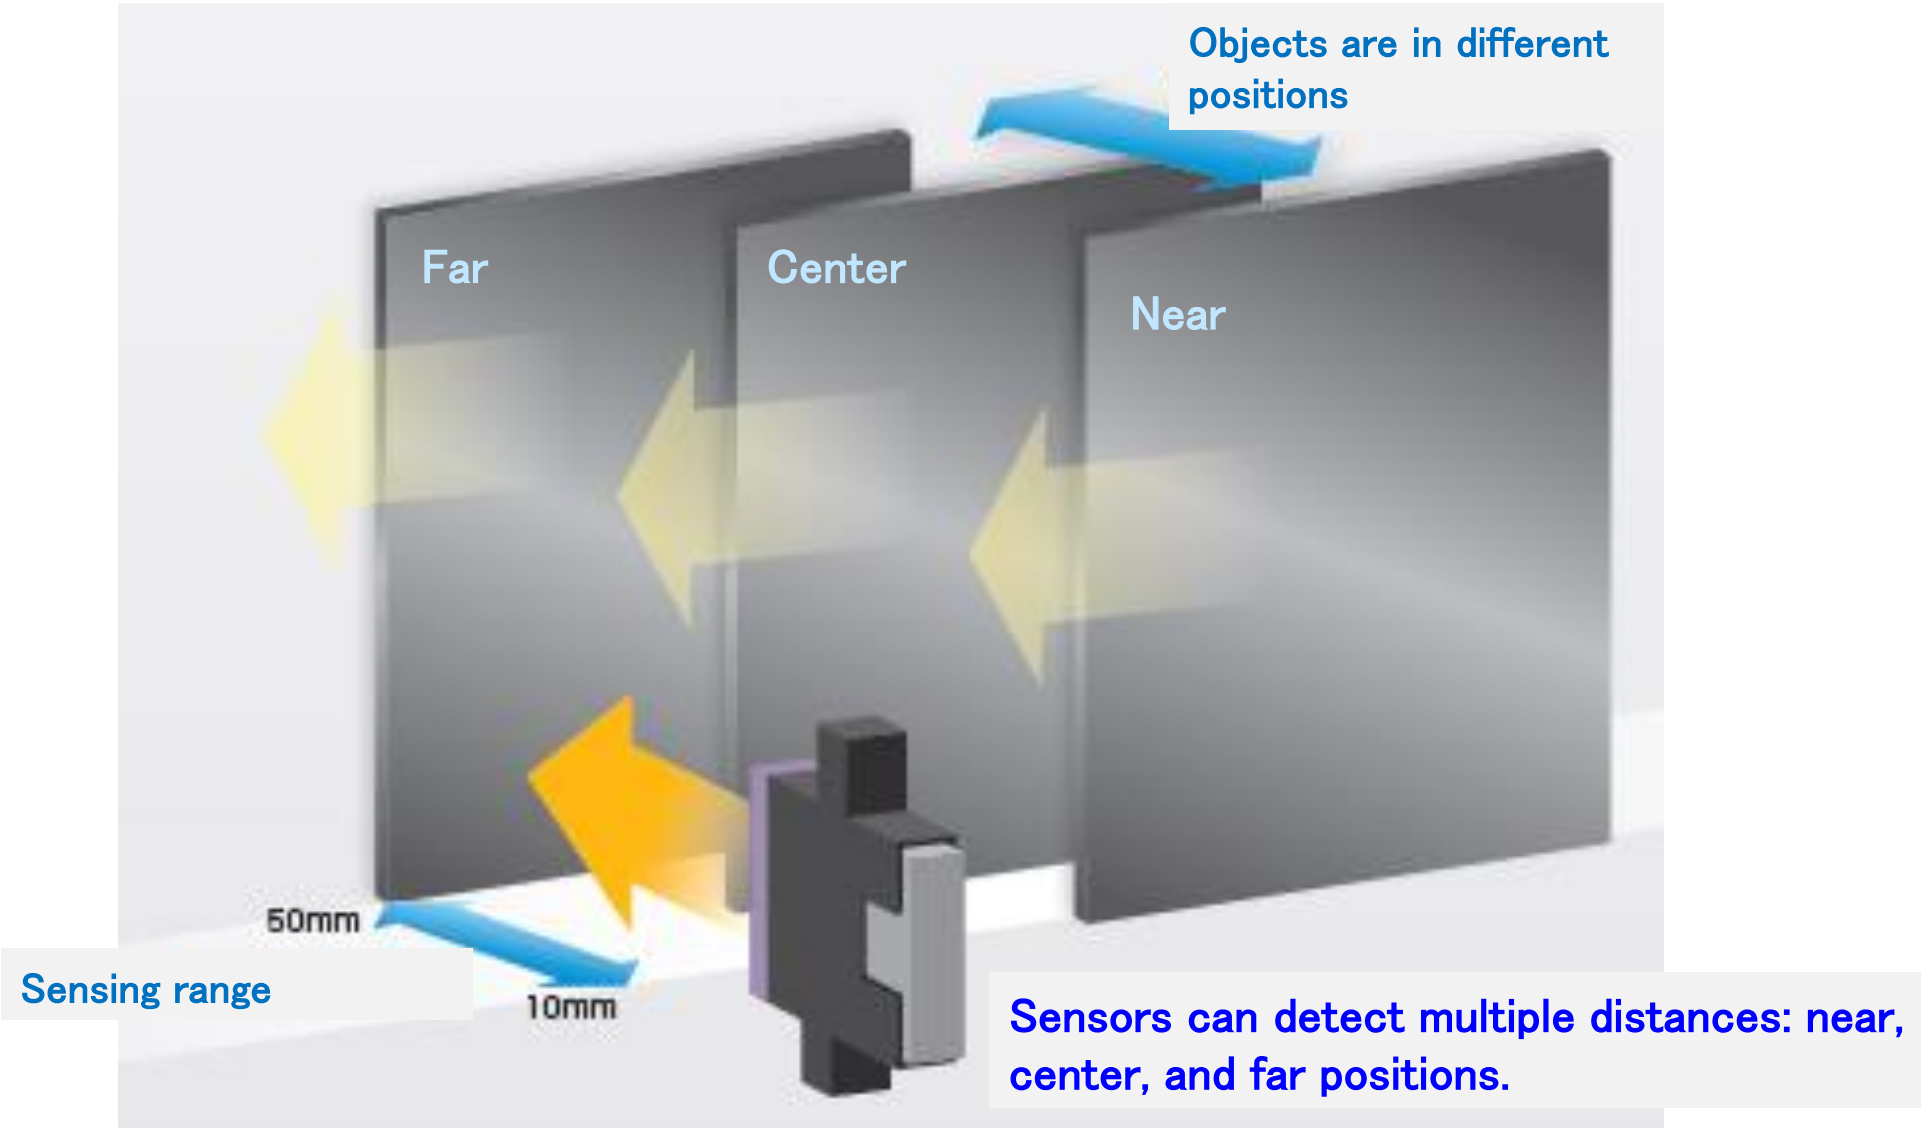 Objects are in different
positions
Far
Center
Near
50mm
10mm
Sensing range
Sensors can detect multiple distances: near,
center, and far positions.